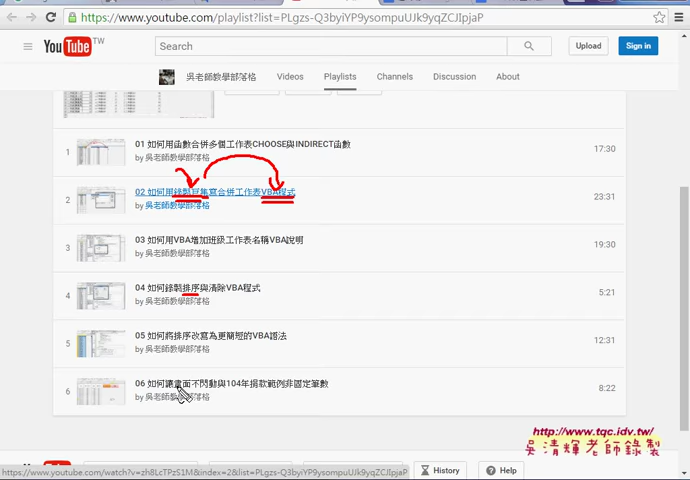 https://www.youtube.com/playlist?list=PLgzs-Q3byiYP9ysompuUJk9yqZCJIpjaP
YouTube TW
Search
Upload
Sign in
吳老師教學部落格
Videos
Playlists
Channels
Discussion
About
1
01 如何用函數合併多個工作表CHOOSE與INDIRECT函數
by 吳老師教學部落格
17:30
2
02 如何用錄製巨集寫合併工作表VBA程式
by 吳老師教學部落格
23:31
3
03 如何用VBA增加班級工作表名稱VBA說明
by 吳老師教學部落格
19:30
4
04 如何錄製排序與清除VBA程式
by 吳老師教學部落格
5:21
5
05 如何將排序改寫為更簡短的VBA語法
by 吳老師教學部落格
12:31
6
06 如何讓畫面不閃動與104年捐款範例非固定筆數
by 吳老師教學部落格
8:22
http://www.tqc.idv.tw/
吳清輝老師錄製
https://www.youtube.com/watch?v=zh8LcTPzS1M&index=2&list=PLgzs-Q3byiYP9ysompuUJk9yqZCJIpjaP
History
Help